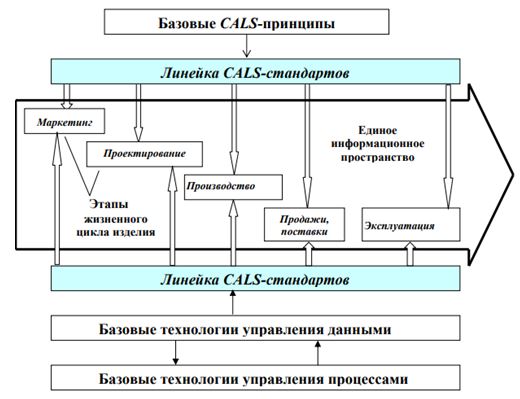 Базовые CALS-принципы
Линейка CALS-стандартов
Маркетинг
Проектирование
Единое
информационное
пространство
Производство
Этапы
жизненного
цикла изделия
Продажи,
поставки
Эксплуатация
Линейка CALS-стандартов
Базовые технологии управления данными
Базовые технологии управления процессами